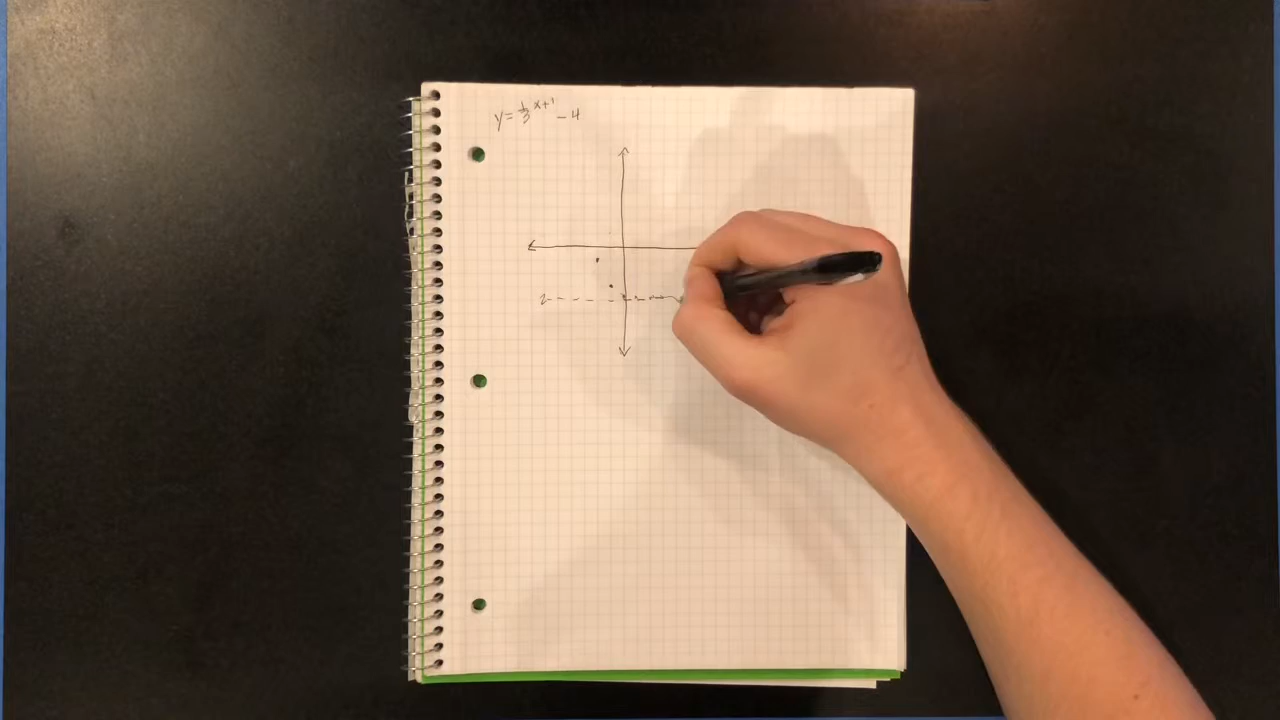 y = 1/3^x+1 - 4